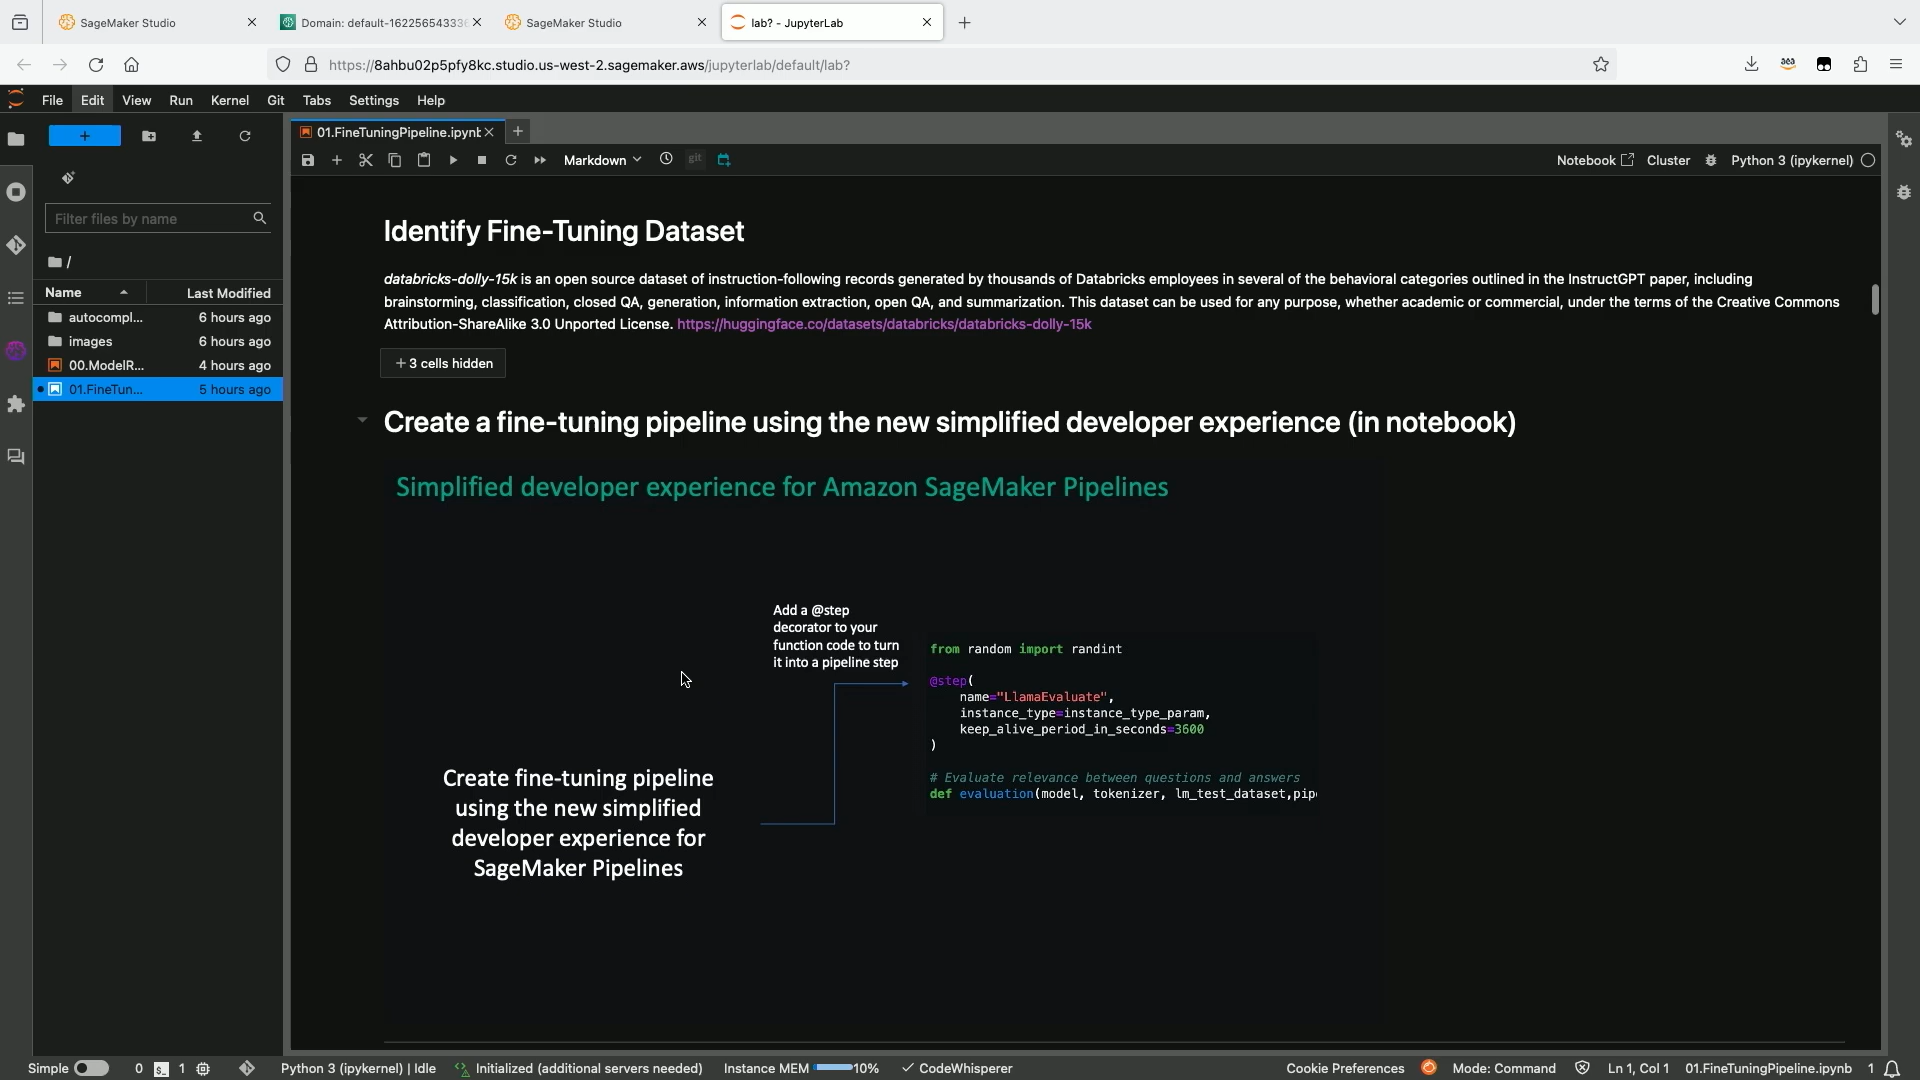 SageMaker Studio
Domain: default-16225654333
SageMaker Studio
lab? - JupyterLab
https://8ahbu02p5pfy8kc.studio.us-west-2.sagemaker.aws/jupyterlab/default/lab?
File Edit View Run Kernel Git Tabs Settings Help
01.FineTuningPipeline.ipynb
Markdown
git
Notebook
Cluster
Python 3 (ipykernel)
Filter files by name
/
Name Last Modified
autocompl... 6 hours ago
images 6 hours ago
00.ModelR... 4 hours ago
01.FineTun... 5 hours ago
Identify Fine-Tuning Dataset
databricks-dolly-15k is an open source dataset of instruction-following records generated by thousands of Databricks employees in several of the behavioral categories outlined in the InstructGPT paper, including
brainstorming, classification, closed QA, generation, information extraction, open QA, and summarization. This dataset can be used for any purpose, whether academic or commercial, under the terms of the Creative Commons
Attribution-ShareAlike 3.0 Unported License. https://huggingface.co/datasets/databricks/databricks-dolly-15k
+ 3 cells hidden
Create a fine-tuning pipeline using the new simplified developer experience (in notebook)
Simplified developer experience for Amazon SageMaker Pipelines
Add a @step
decorator to your
function code to turn
it into a pipeline step
from random import randint
@step(
name="LlamaEvaluate",
instance_type=instance_type_param,
keep_alive_period_in_seconds=3600
)
# Evaluate relevance between questions and answers
def evaluation(model, tokenizer, lm_test_dataset,pip
Create fine-tuning pipeline
using the new simplified
developer experience for
SageMaker Pipelines
Simple 0 1 Python 3 (ipykernel) | Idle Initialized (additional servers needed) Instance MEM 10% CodeWhisperer Cookie Preferences Mode: Command Ln 1, Col 1 01.FineTuningPipeline.ipynb 1